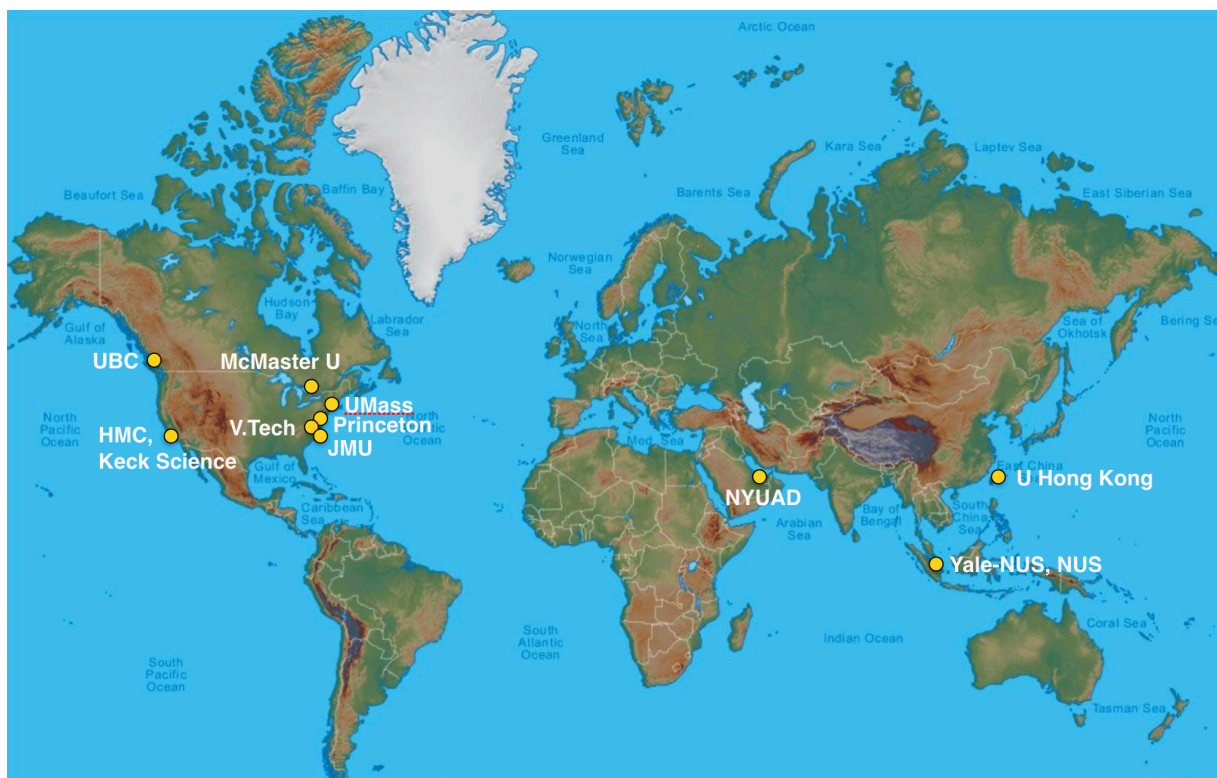 Arctic Ocean
Greenland
Sea
Kara Sea
Laptev Sea
Beaufort Sea
Baffin Bay
Barents Sea
East Siberian Sea
Norwegian
Sea
Hudson
Bay
Labrador
Sea
Gulf of
Alaska
North
Sea
Sea of
Okhotsk
Bering Se
UBC
McMaster U
UMass
North
Pacific
Ocean
V.Tech
Princeton
North
Ocean
JMU
HMC,
Keck Science
Med. Sea
North
Pacific
Ocean
Gulf of
Mexico
East China
U Hong Kong
NYUAD
Caribbean
Sea
Arabian
Sea
Bay of
Bengal
South
China
Sea
Yale-NUS, NUS
South
Atlantic
Ocean
Indian Ocean
Coral Sea
South
Pacific
Ocean
Tasman Sea